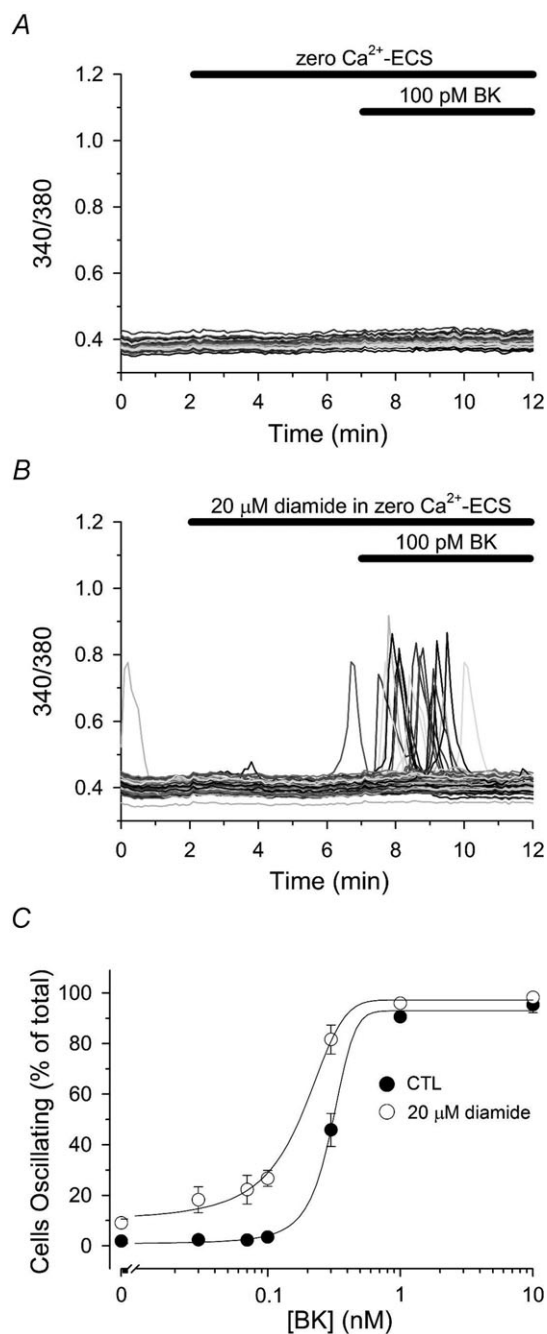 A
zero Ca²⁺-ECS
100 pM BK
1.2
1.0
0.8
0.6
0.4
340/380
0 2 4 6 8 10 12
Time (min)
B
20 μM diamide in zero Ca²⁺-ECS
100 pM BK
1.2
1.0
0.8
0.6
0.4
340/380
0 2 4 6 8 10 12
Time (min)
C
100
80
60
40
20
0
Cells Oscillating (% of total)
CTL
20 μM diamide
0 0.1 1 10
[BK] (nM)